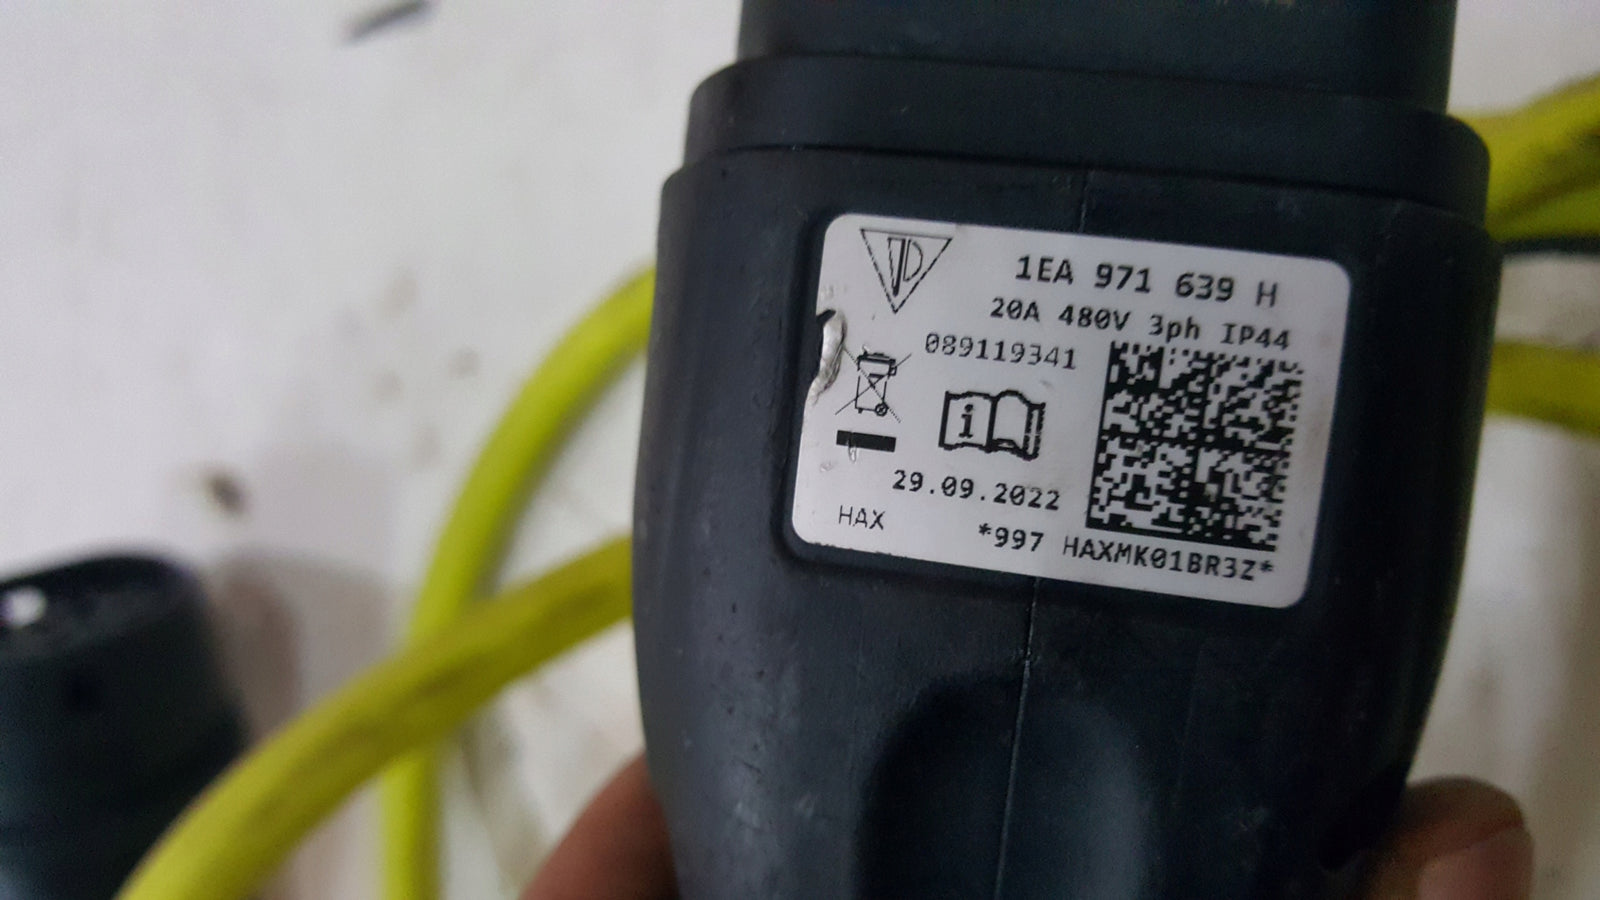 1EA 971 639 H
20A 480V 3ph IP44
089119341
29.09.2022
HAX
*997 HAXMK01BR3Z*